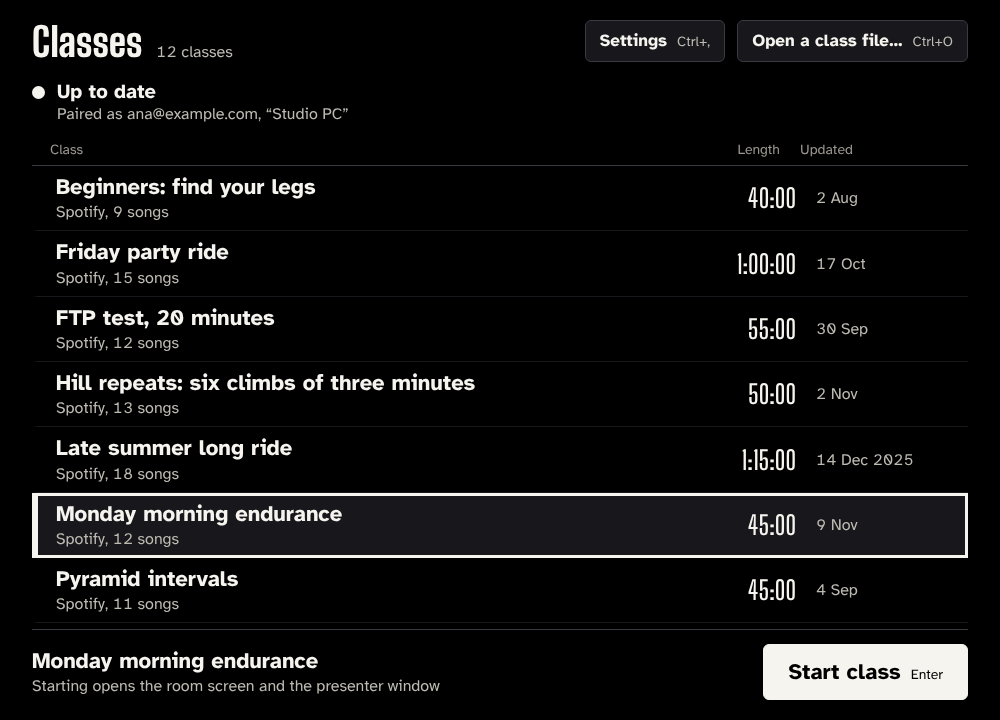 Classes
12 classes
Settings Ctrl+,
Open a class file... Ctrl+O
Up to date
Paired as ana@example.com, “Studio PC”
Class Length Updated
Beginners: find your legs
Spotify, 9 songs
40:00 2 Aug
Friday party ride
Spotify, 15 songs
1:00:00 17 Oct
FTP test, 20 minutes
Spotify, 12 songs
55:00 30 Sep
Hill repeats: six climbs of three minutes
Spotify, 13 songs
50:00 2 Nov
Late summer long ride
Spotify, 18 songs
1:15:00 14 Dec 2025
Monday morning endurance
Spotify, 12 songs
45:00 9 Nov
Pyramid intervals
Spotify, 11 songs
45:00 4 Sep
Monday morning endurance
Starting opens the room screen and the presenter window
Start class Enter